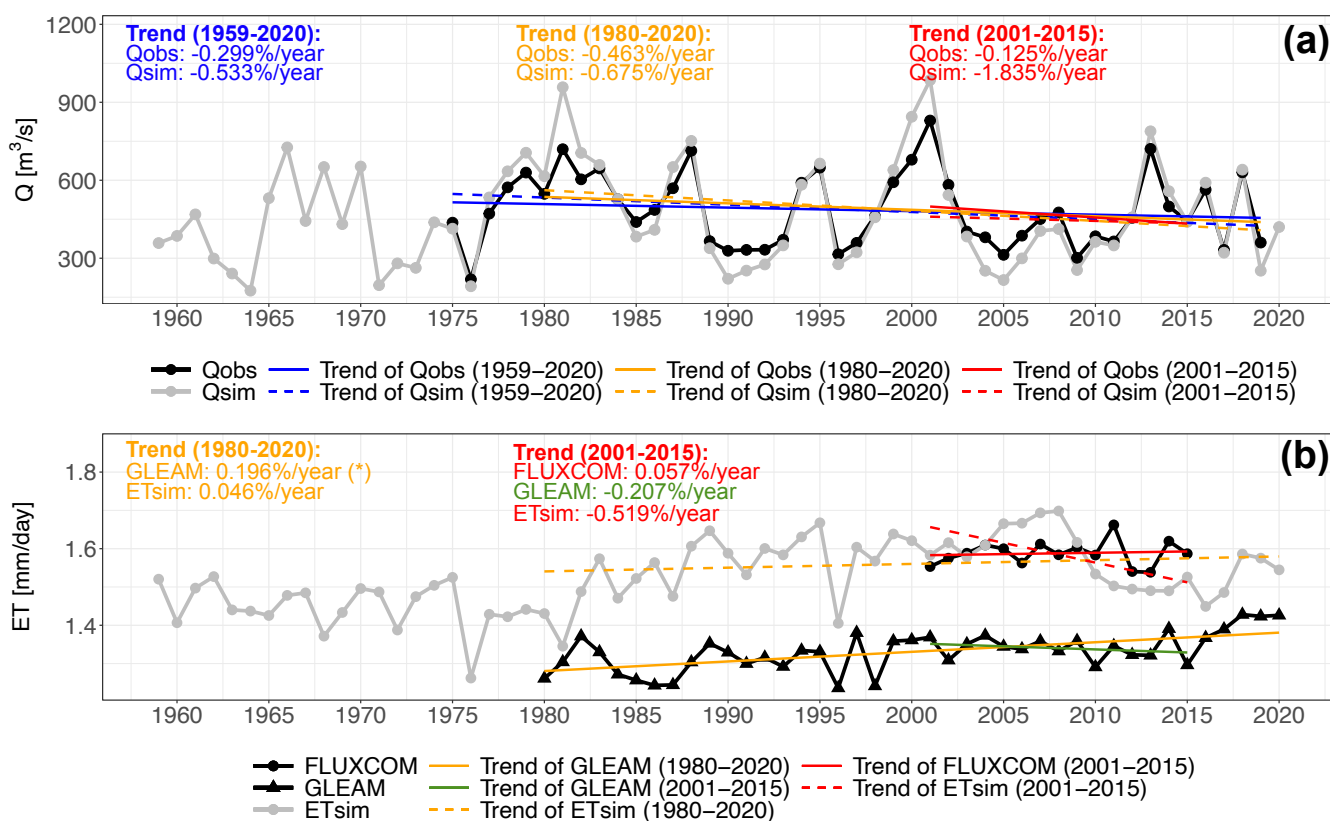 (a)
Trend (1959-2020):
Qobs: -0.299%/year
Qsim: -0.533%/year
Trend (1980-2020):
Qobs: -0.463%/year
Qsim: -0.675%/year
Trend (2001-2015):
Qobs: -0.125%/year
Qsim: -1.835%/year
Q [m³/s]
1200
900
600
300
1960 1965 1970 1975 1980 1985 1990 1995 2000 2005 2010 2015 2020
Qobs Trend of Qobs (1959−2020) Trend of Qobs (1980−2020) Trend of Qobs (2001−2015)
Qsim Trend of Qsim (1959−2020) Trend of Qsim (1980−2020) Trend of Qsim (2001−2015)
(b)
Trend (1980-2020):
GLEAM: 0.196%/year (*)
ETsim: 0.046%/year
Trend (2001-2015):
FLUXCOM: 0.057%/year
GLEAM: -0.207%/year
ETsim: -0.519%/year
ET [mm/day]
1.8
1.6
1.4
1960 1965 1970 1975 1980 1985 1990 1995 2000 2005 2010 2015 2020
FLUXCOM Trend of GLEAM (1980−2020) Trend of FLUXCOM (2001−2015)
GLEAM Trend of GLEAM (2001−2015) Trend of ETsim (2001−2015)
ETsim Trend of ETsim (1980−2020)